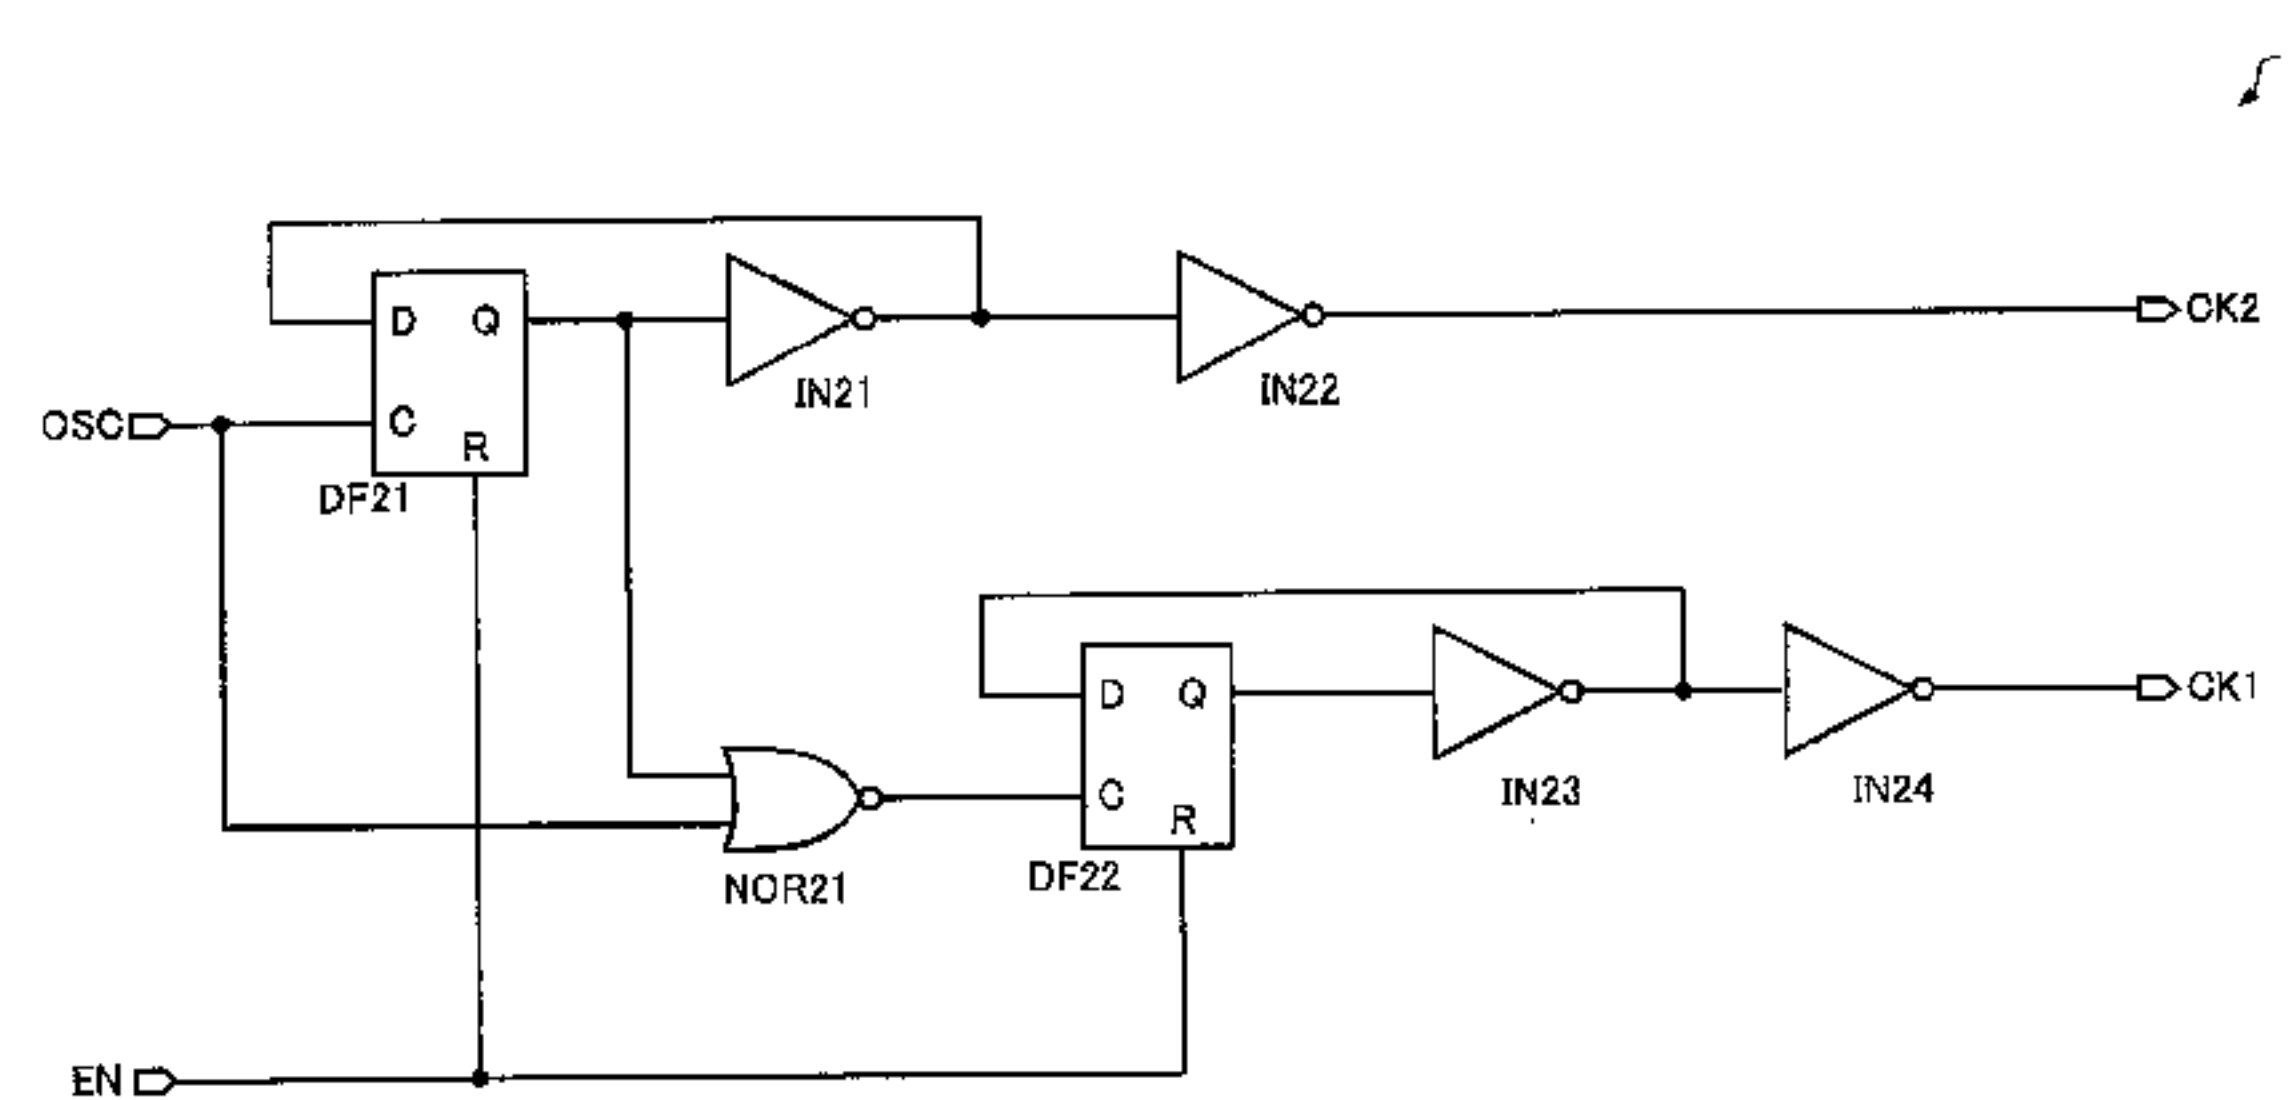 D Q
CK2
IN21
IN22
OSC
C
R
DF21
D Q
CK1
IN23
IN24
C
R
NOR21
DF22
EN